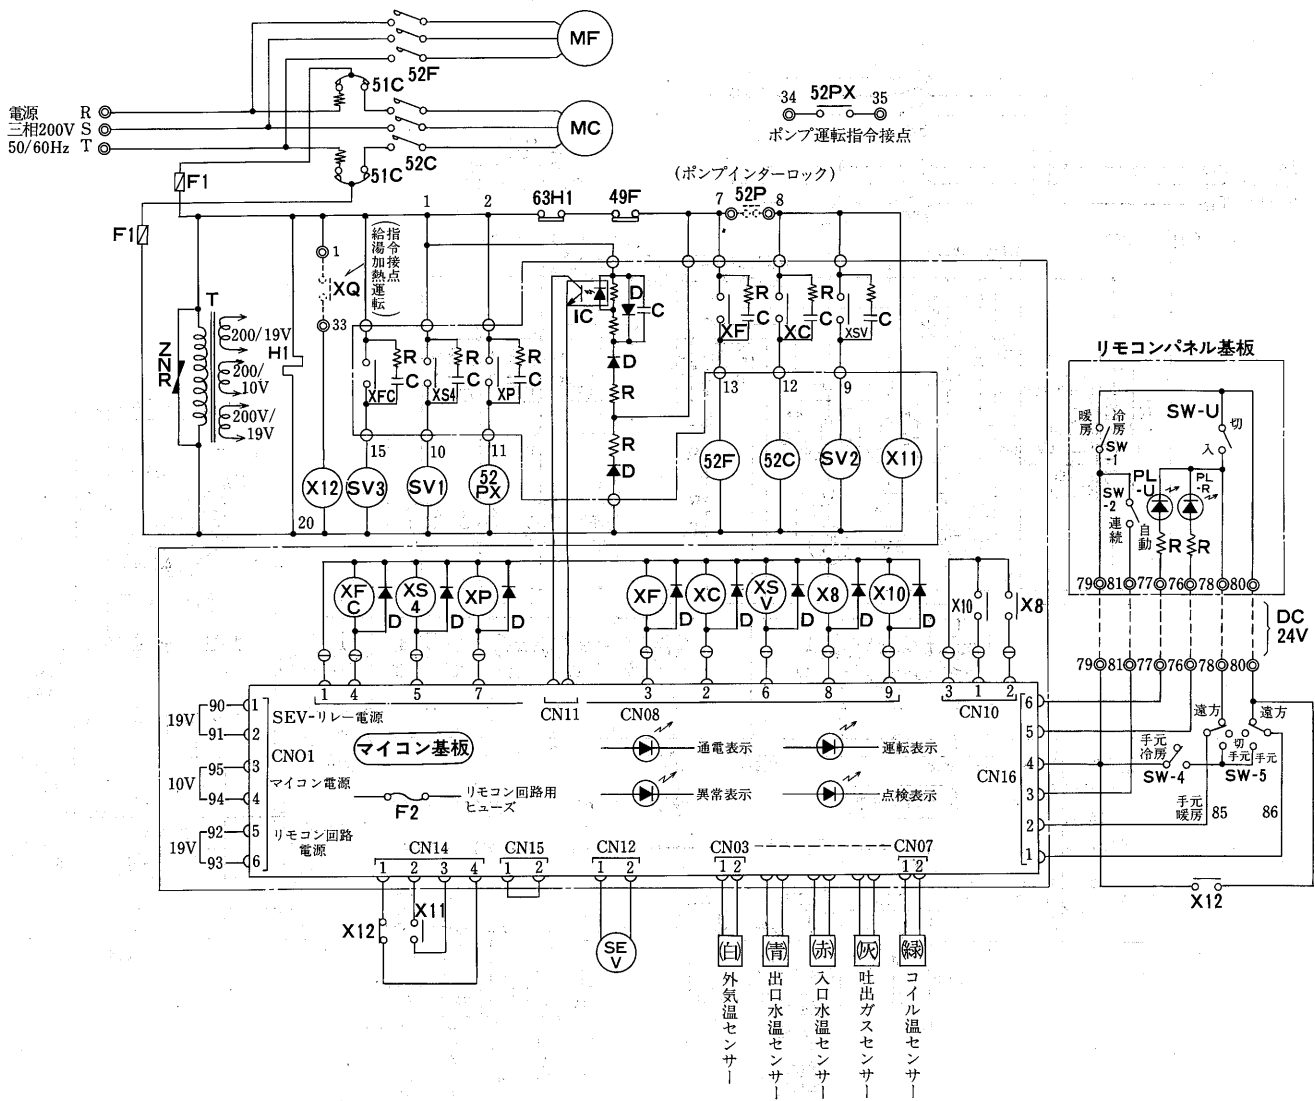 MF
52F
51C
電源 R
三相200V S
50/60Hz T
MC
52C
51C
34 52PX 35
ポンプ運転指令接点
F1
F1
(ポンプインターロック)
1
2
63H1
49F
7
52P
8
1
XQ
33
(給湯加熱運転
指令接点)
T
ZNR
200/19V
200/
10V
200V/
19V
H1
IC
D
C
D
R
R
D
R
C
XFC
R
C
XS4
R
C
XP
R
C
XF
R
C
XC
R
C
XSV
15
10
11
13
12
9
X12
SV3
SV1
52
PX
52F
52C
SV2
X11
20
リモコンパネル基板
暖房
冷房
SW
-1
SW-U
切
入
SW
-2
連続
自動
PL
-U
PL
-R
R
R
79 81 77 76 78 80
DC
24V
79 81 77 76 78 80
XF
C
XS
4
XP
D
D
D
XF
XC
XS
V
X8
X10
D
D
D
D
D
X10
X8
1 4 5 7
CN11
3 2 6 8 9
CN08
3 1 2
CN10
19V
90
91
1
2
SEV-リレー電源
CN01
10V
95
94
3
4
マイコン電源
19V
92
93
5
6
リモコン回路
電源
マイコン基板
F2
リモコン回路用
ヒューズ
通電表示
運転表示
異常表示
点検表示
CN16
6
5
4
3
2
1
遠方
遠方
手元
冷房
SW-4
切
手元
手元
SW-5
手元
暖房
85
86
X12
CN14
1 2 3 4
CN15
1 2
CN12
1 2
CN03
1 2
CN07
1 2
X12
X11
SE
V
(白)
(青)
(赤)
(灰)
(緑)
外気温センサー
出口水温センサー
入口水温センサー
吐出ガスセンサー
コイル温センサー